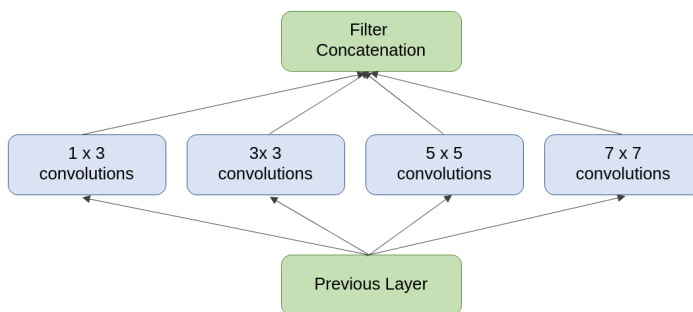 Filter
Concatenation
1 x 3
convolutions
3x 3
convolutions
5 x 5
convolutions
7 x 7
convolutions
Previous Layer